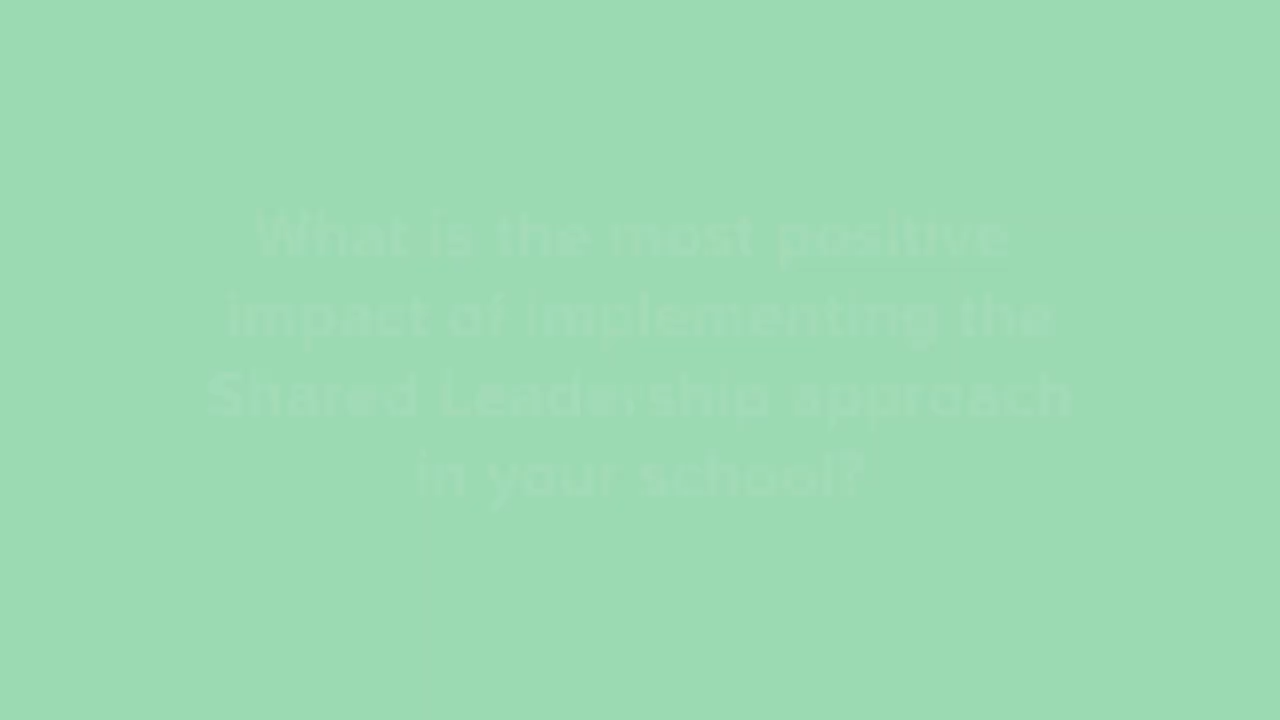 What is the most positive
impact of implementing the
Shared Leadership approach
in your school?